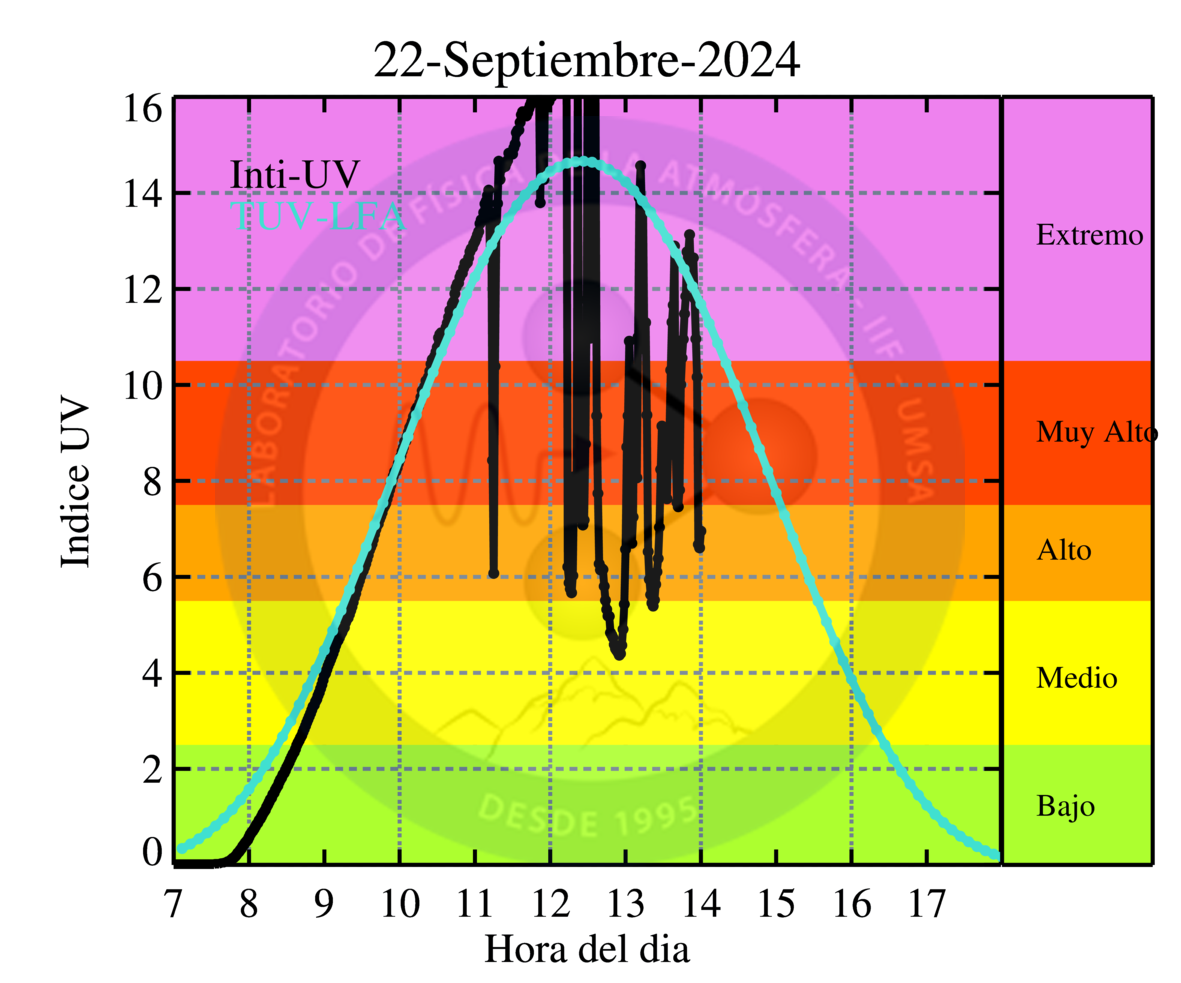 22-Septiembre-2024
16
14
12
10
8
6
4
2
0
Indice UV
Inti-UV
TUV-LFA
LABORATORIO DE FÍSICA DE LA ATMÓSFERA - IIF - UMSA
DESDE 1995
Extremo
Muy Alto
Alto
Medio
Bajo
7 8 9 10 11 12 13 14 15 16 17
Hora del dia